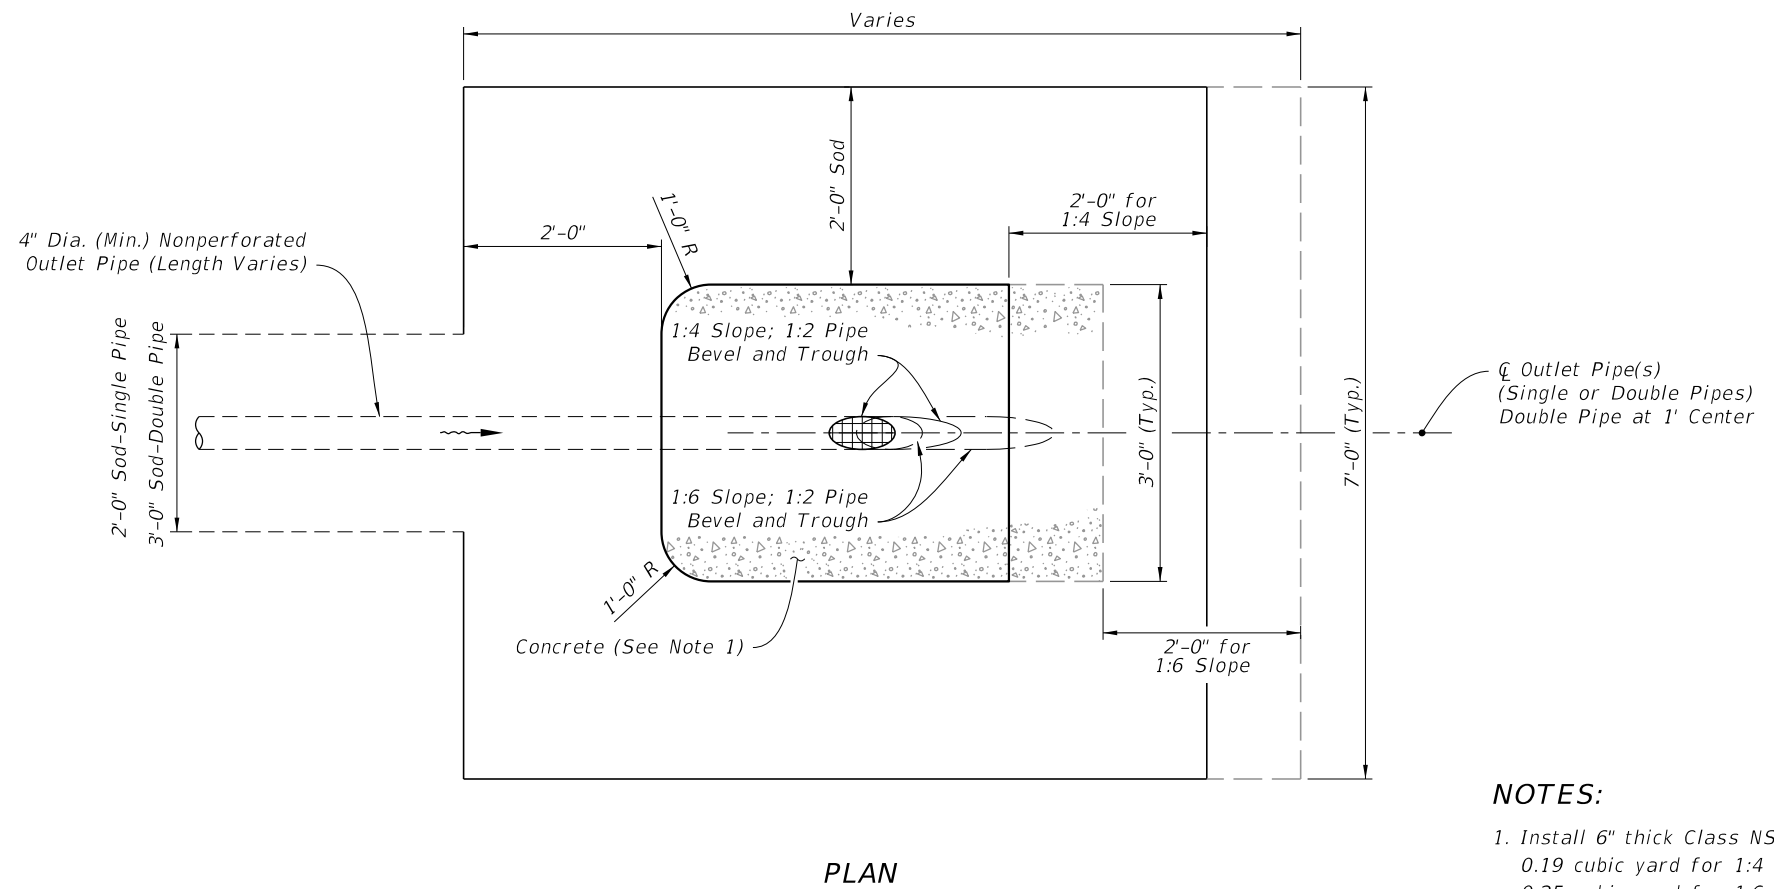 Varies
2'-0" Sod
2'-0" for
1:4 Slope
1'-0" R
2'-0"
4" Dia. (Min.) Nonperforated
Outlet Pipe (Length Varies)
2'-0" Sod-Single Pipe
3'-0" Sod-Double Pipe
1:4 Slope; 1:2 Pipe
Bevel and Trough
℄ Outlet Pipe(s)
(Single or Double Pipes)
Double Pipe at 1' Center
3'-0" (Typ.)
7'-0" (Typ.)
1:6 Slope; 1:2 Pipe
Bevel and Trough
1'-0" R
Concrete (See Note 1)
2'-0" for
1:6 Slope
NOTES:
1. Install 6" thick Class NS
0.19 cubic yard for 1:4
PLAN